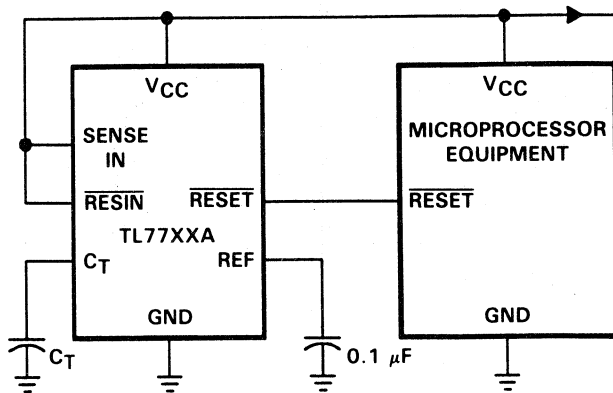 VCC
VCC
SENSE
IN
RESIN
RESET
TL77XXA
CT
REF
GND
CT
0.1 μF
MICROPROCESSOR
EQUIPMENT
RESET
GND